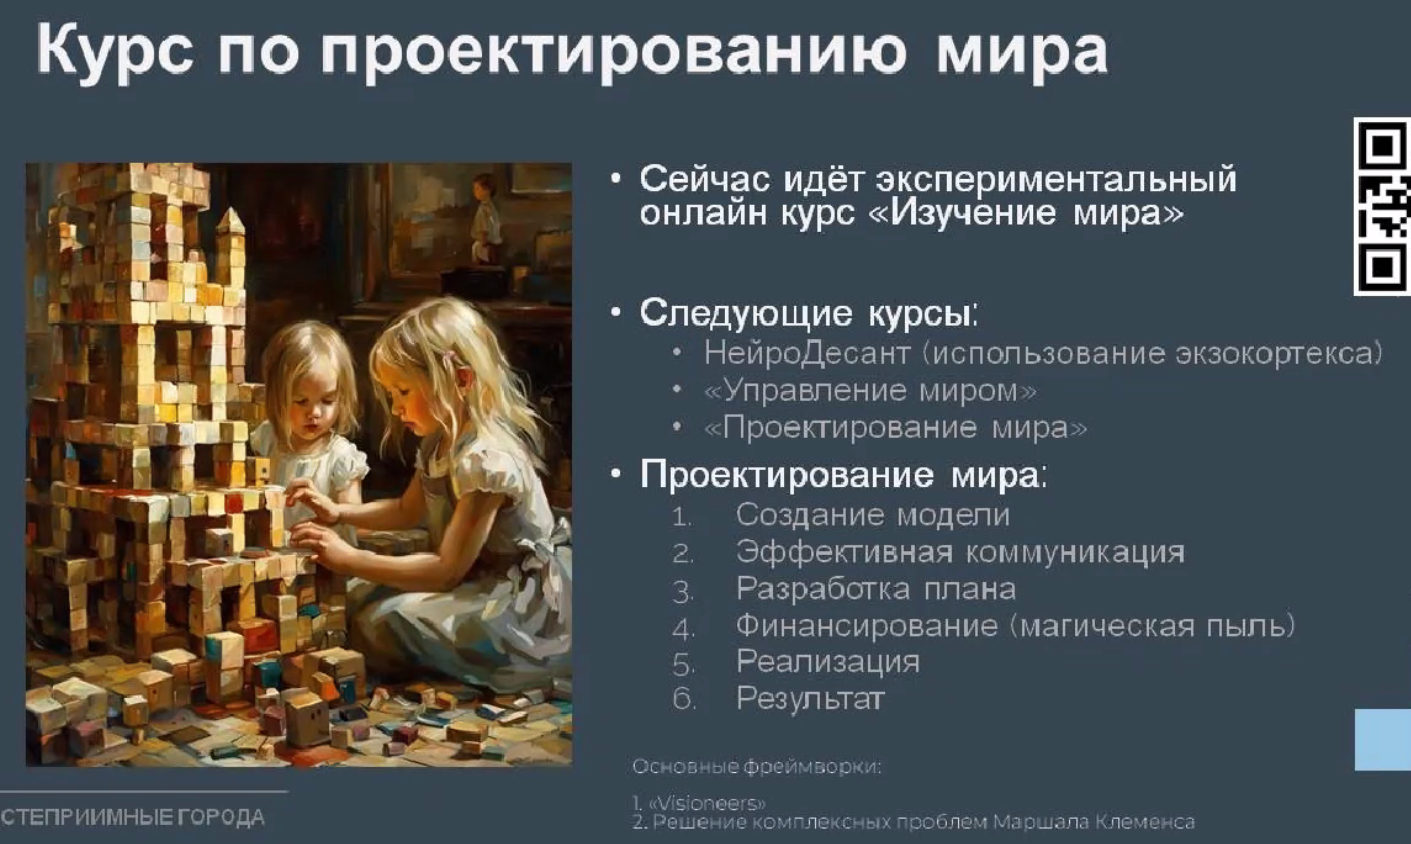 Курс по проектированию мира
• Сейчас идёт экспериментальный
онлайн курс «Изучение мира»
• Следующие курсы:
• НейроДесант (использование экзокортекса)
• «Управление миром»
• «Проектирование мира»
• Проектирование мира:
1. Создание модели
2. Эффективная коммуникация
3. Разработка плана
4. Финансирование (магическая пыль)
5. Реализация
6. Результат
Основные фреймворки:
1. «Visioneers»
2. Решение комплексных проблем Маршала Клеменса
СТЕПРИИМНЫЕ ГОРОДА